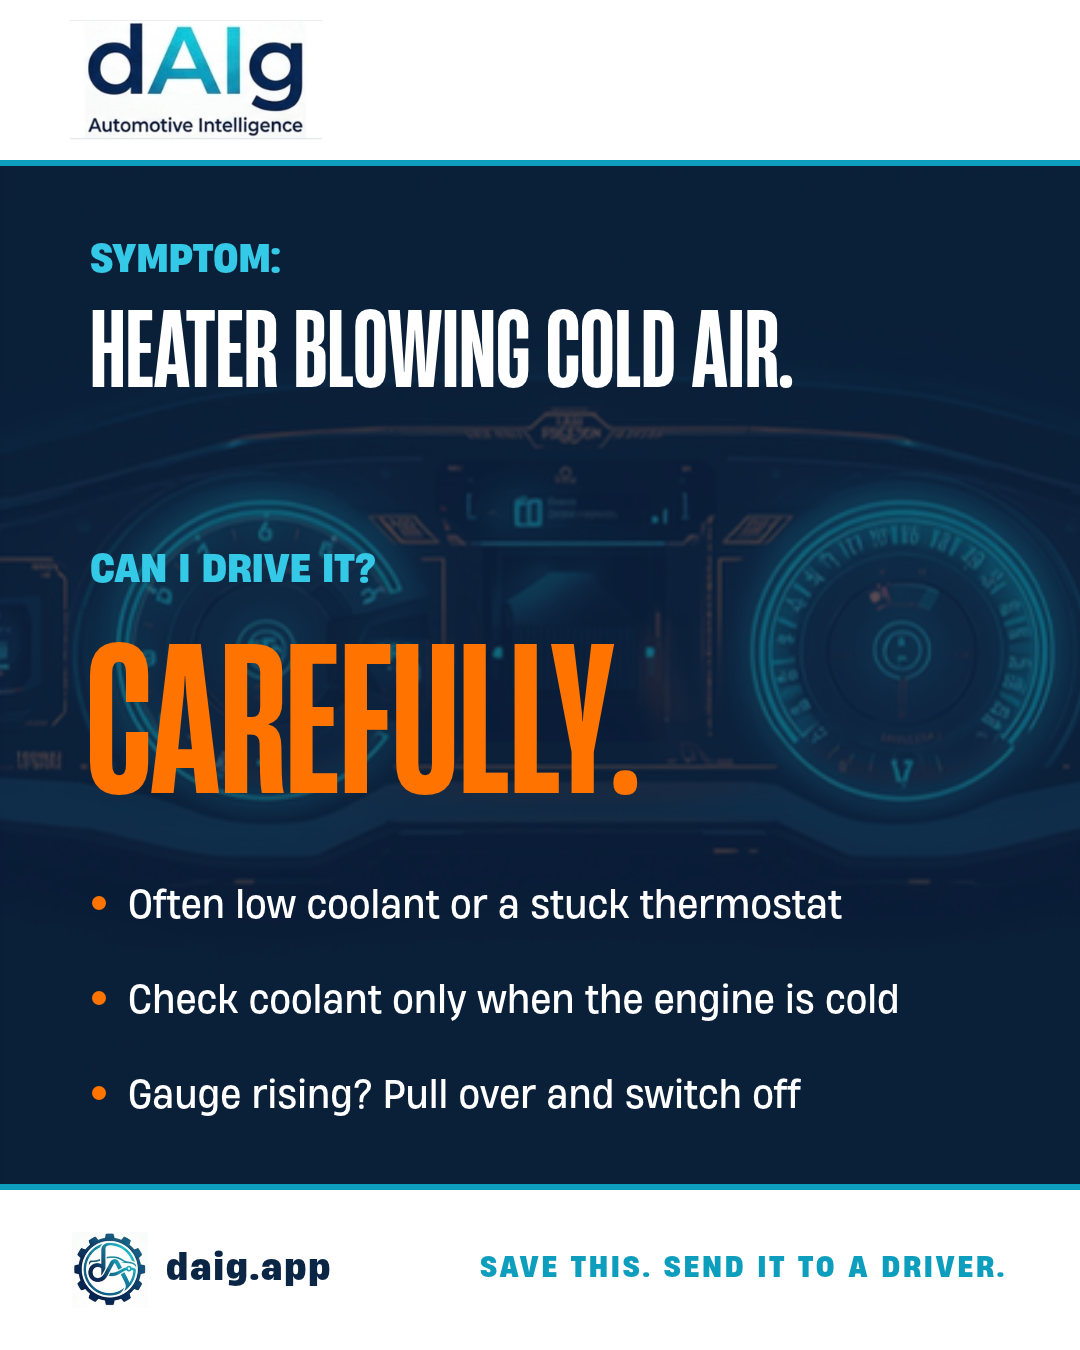 dAIg
Automotive Intelligence
SYMPTOM:
HEATER BLOWING COLD AIR.
CAN I DRIVE IT?
CAREFULLY.
• Often low coolant or a stuck thermostat
• Check coolant only when the engine is cold
• Gauge rising? Pull over and switch off
daig.app
SAVE THIS. SEND IT TO A DRIVER.